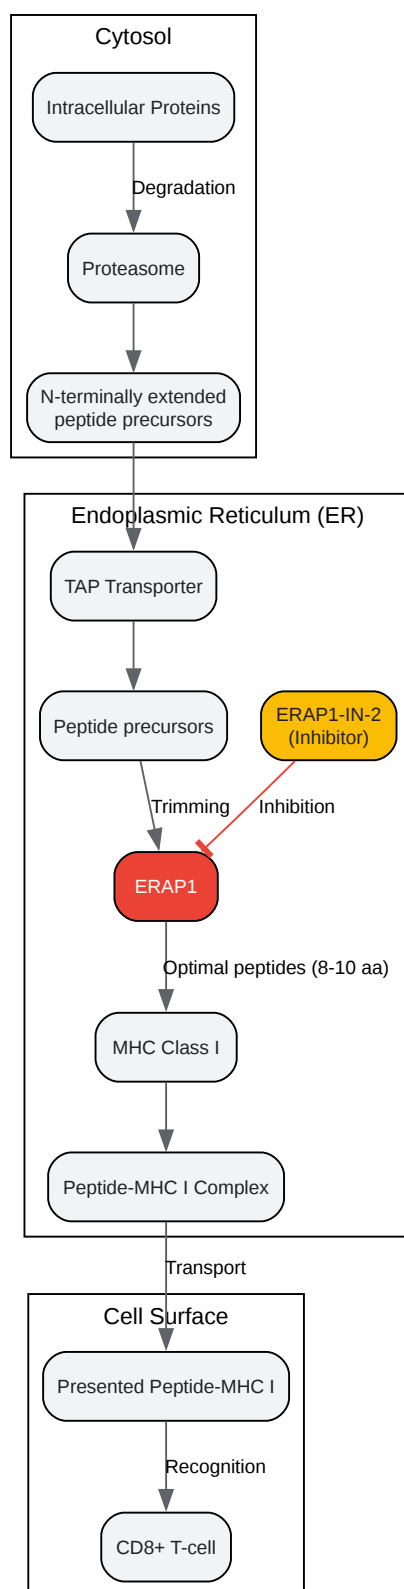 Cytosol
Intracellular Proteins
Degradation
Proteasome
N-terminally extended
peptide precursors
Endoplasmic Reticulum (ER)
TAP Transporter
Peptide precursors
ERAP1-IN-2
(Inhibitor)
Trimming
Inhibition
ERAP1
Optimal peptides (8-10 aa)
MHC Class I
Peptide-MHC I Complex
Transport
Cell Surface
Presented Peptide-MHC I
Recognition
CD8+ T-cell